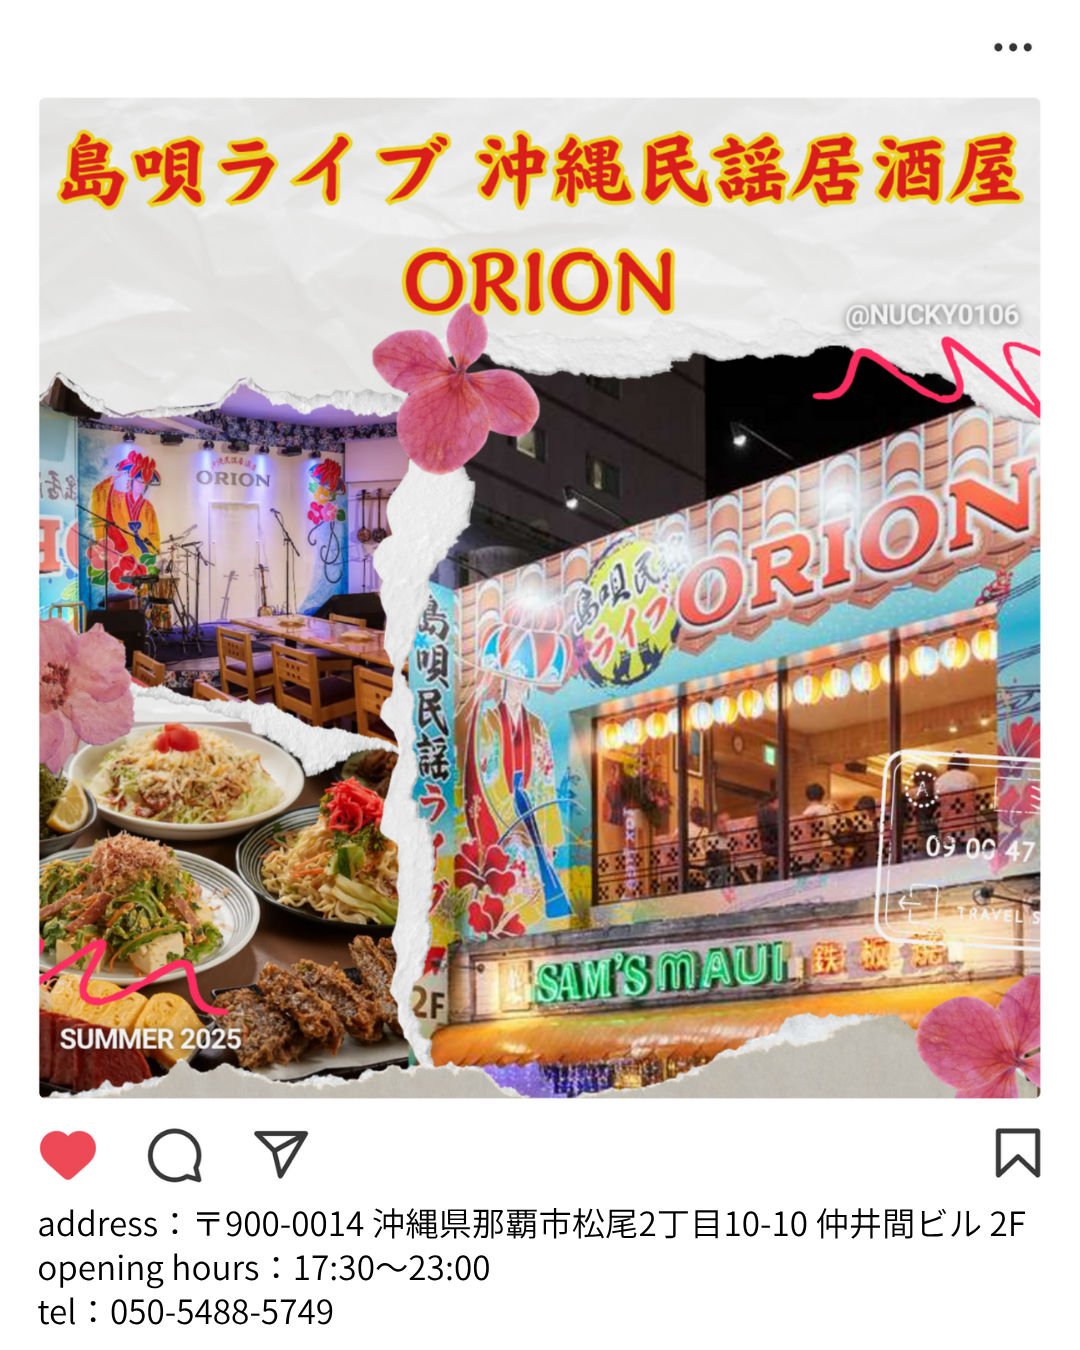 島唄ライブ 沖縄民謡居酒屋
ORION
@NUCKY0106
ORION
ORION
島唄民謡
ライブ
島唄民謡ライブ
2F
SAM'S MAUI 鉄板焼
09 00 47
A
TRAVEL S
SUMMER 2025
address：〒900-0014 沖縄県那覇市松尾2丁目10-10 仲井間ビル 2F
opening hours：17:30〜23:00
tel：050-5488-5749